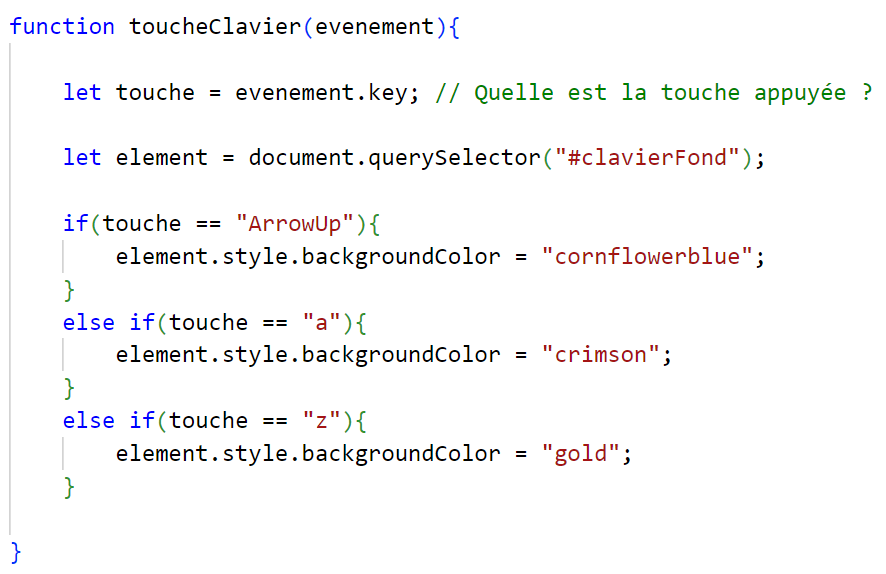 function toucheClavier(evenement){
let touche = evenement.key; // Quelle est la touche appuyée ?
let element = document.querySelector("#clavierFond");
if(touche == "ArrowUp"){
element.style.backgroundColor = "cornflowerblue";
}
else if(touche == "a"){
element.style.backgroundColor = "crimson";
}
else if(touche == "z"){
element.style.backgroundColor = "gold";
}
}